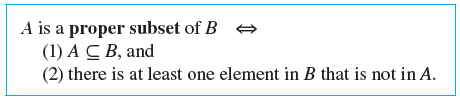 A is a proper subset of B ⇔
(1) A ⊆ B, and
(2) there is at least one element in B that is not in A.